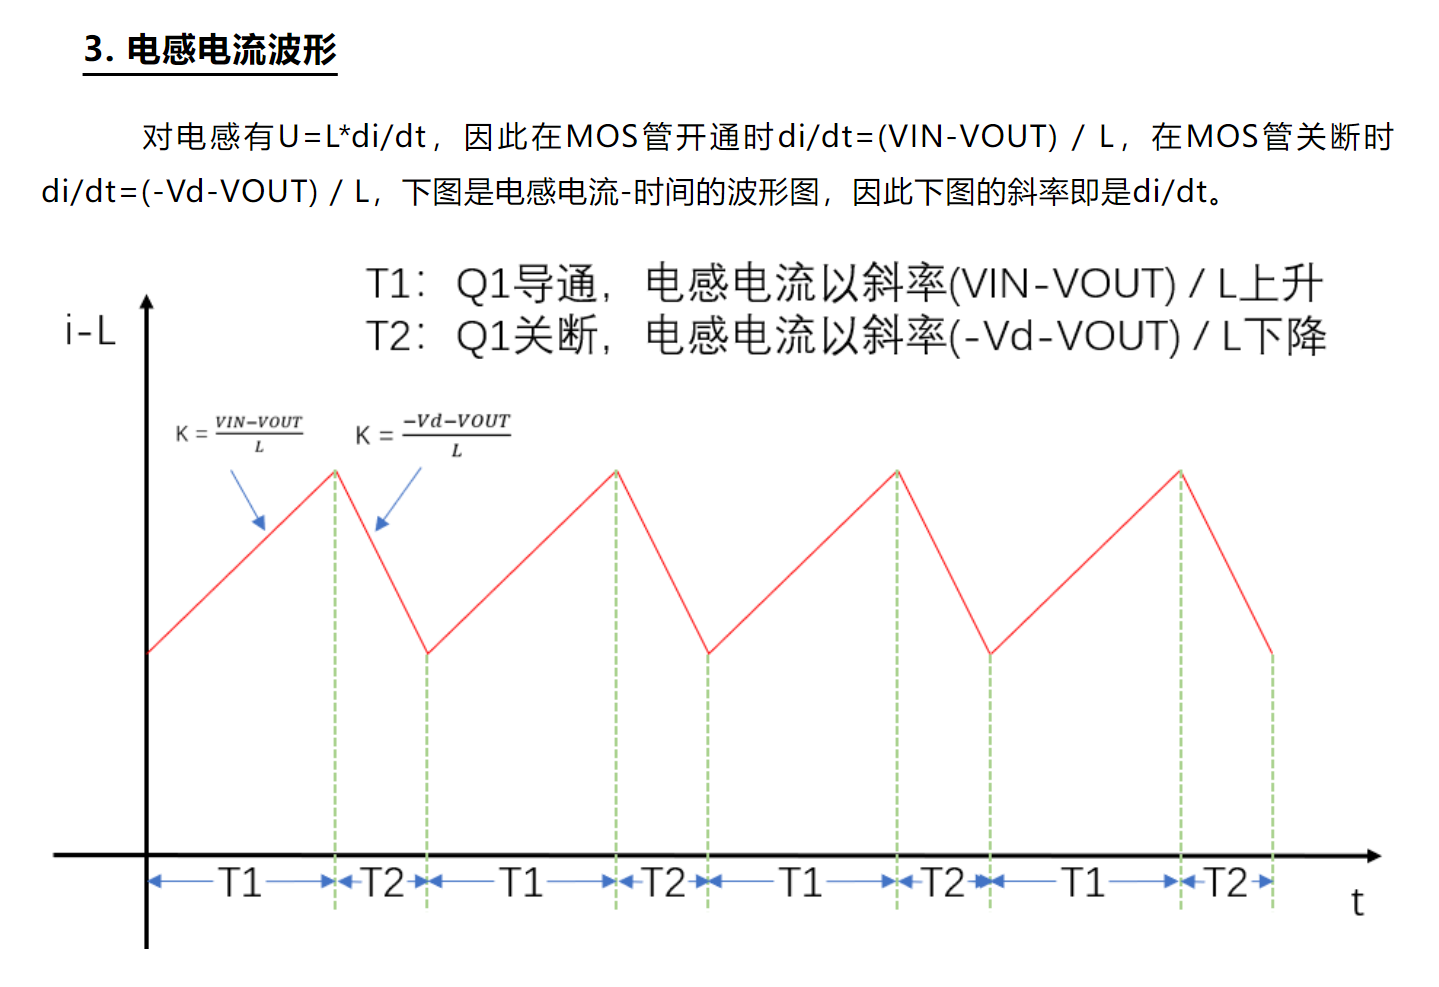 3. 电感电流波形
对电感有U=L*di/dt，因此在MOS管开通时di/dt=(VIN-VOUT) / L，在MOS管关断时
di/dt=(-Vd-VOUT) / L，下图是电感电流-时间的波形图，因此下图的斜率即是di/dt。
T1：Q1导通，电感电流以斜率(VIN-VOUT) / L上升
T2：Q1关断，电感电流以斜率(-Vd-VOUT) / L下降
i-L
K = VIN−VOUT / L
K = −Vd−VOUT / L
T1 T2 T1 T2 T1 T2 T1 T2
t